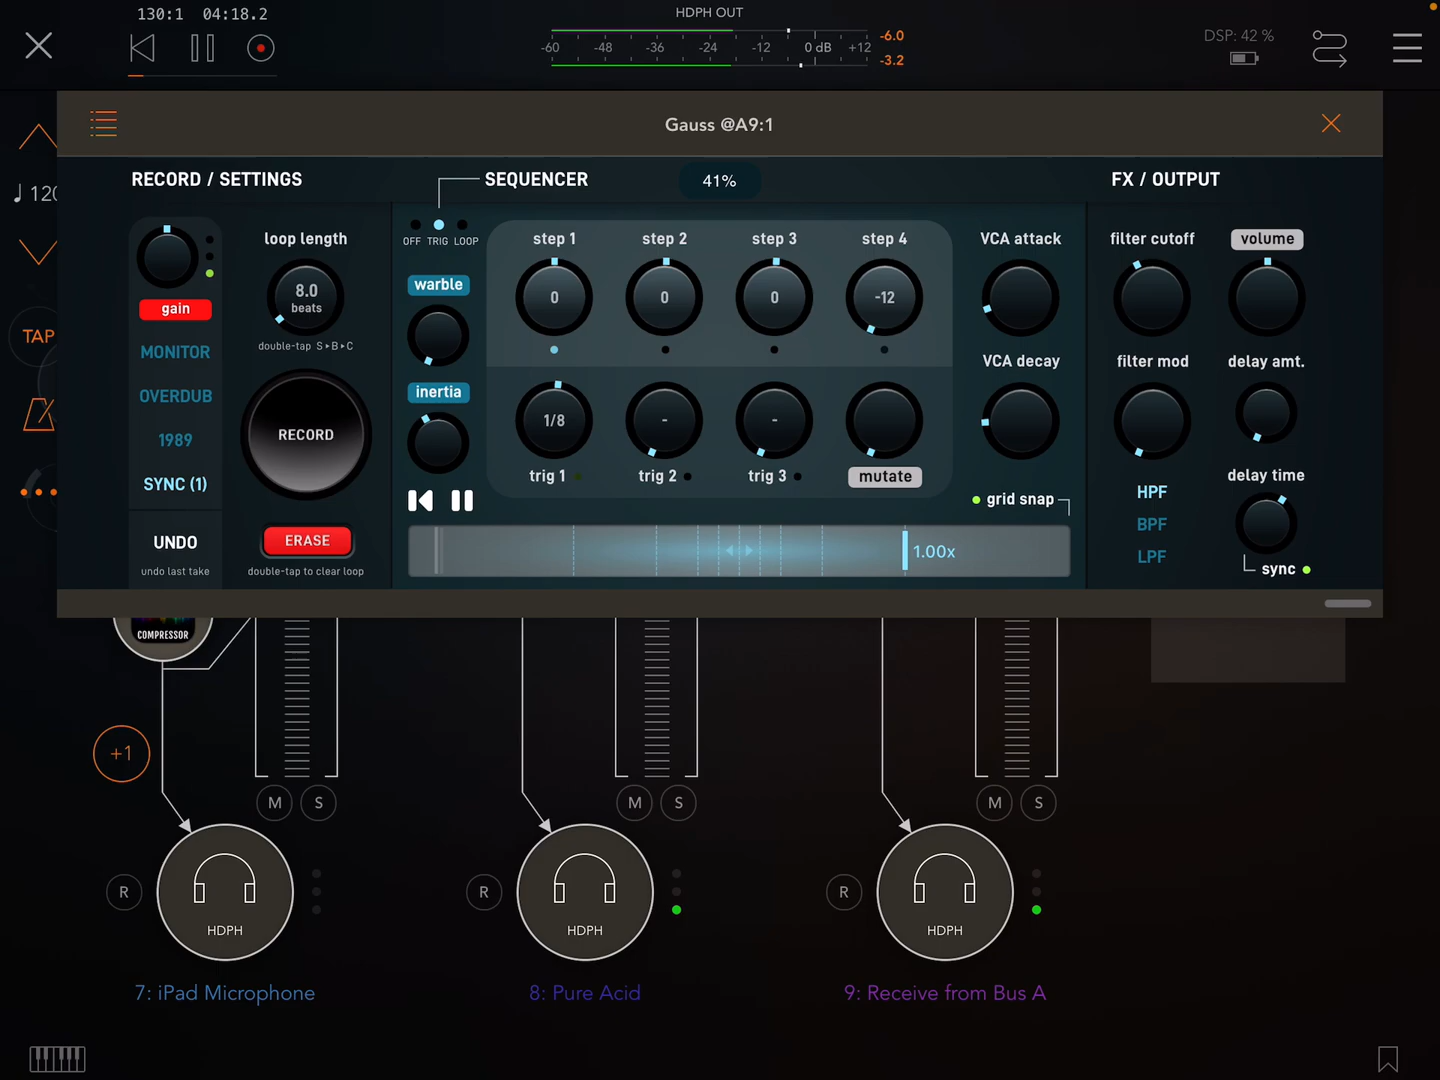 130:1 04:18.2
HDPH OUT
-60 -48 -36 -24 -12 0 dB +12
-6.0
-3.2
DSP: 42 %
Gauss @A9:1
RECORD / SETTINGS
SEQUENCER
41%
FX / OUTPUT
♩ 120
TAP
gain
MONITOR
OVERDUB
1989
SYNC (1)
UNDO
undo last take
loop length
8.0
beats
double-tap S▸B▸C
RECORD
ERASE
double-tap to clear loop
OFF TRIG LOOP
warble
inertia
step 1 step 2 step 3 step 4
0 0 0 -12
1/8 - -
trig 1 trig 2 trig 3 mutate
VCA attack
VCA decay
grid snap
1.00x
filter cutoff
filter mod
HPF
BPF
LPF
volume
delay amt.
delay time
sync
COMPRESSOR
+1
M S M S M S
R HDPH R HDPH R HDPH
7: iPad Microphone 8: Pure Acid 9: Receive from Bus A